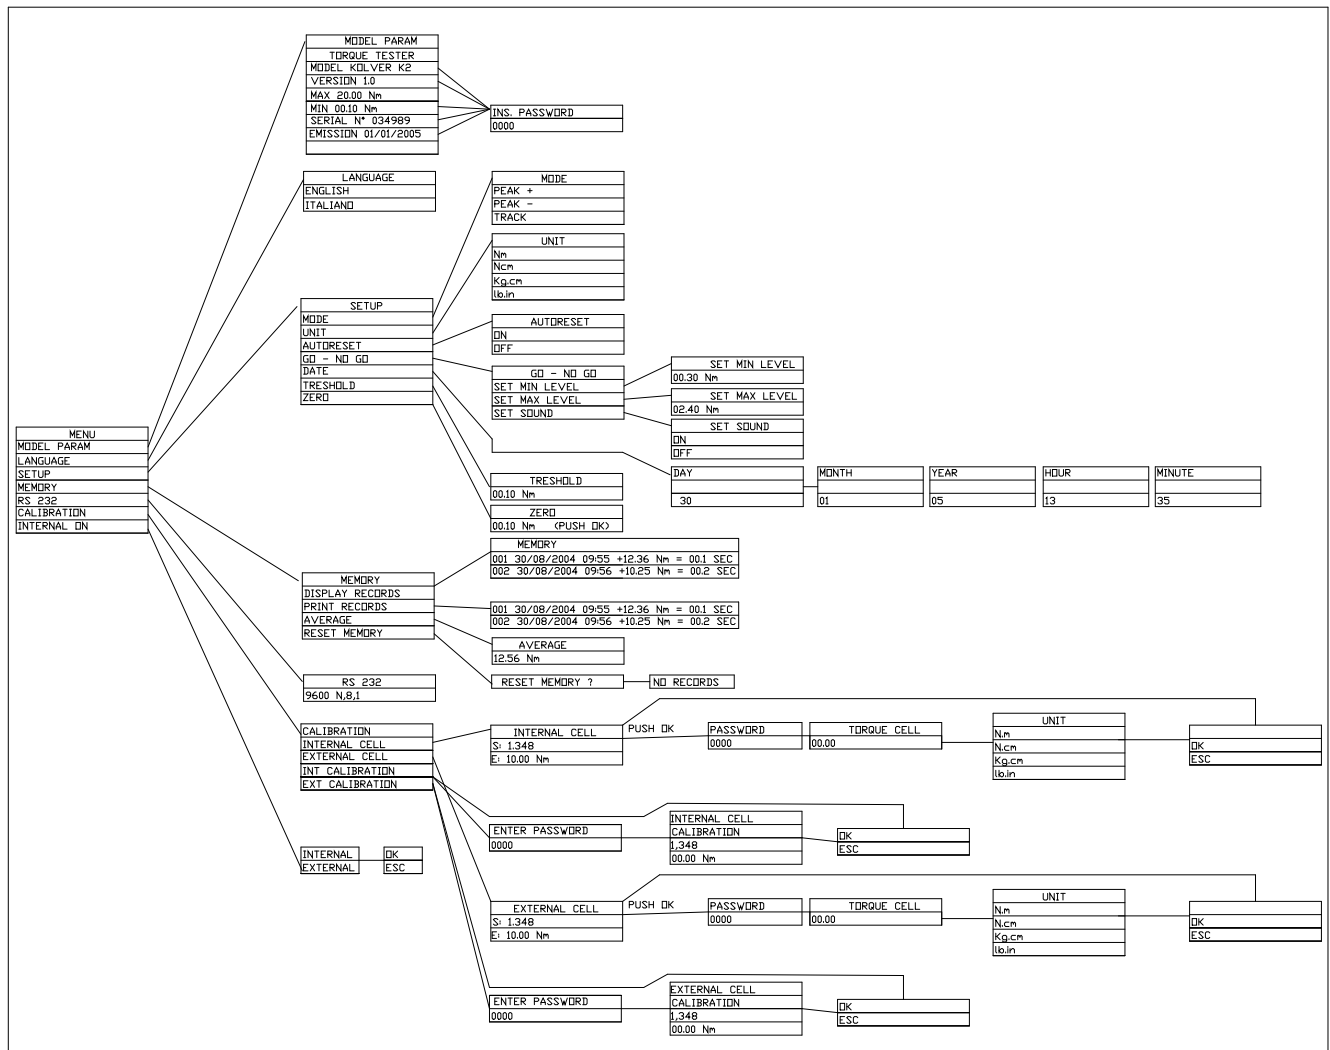 MENU
MODEL PARAM
LANGUAGE
SETUP
MEMORY
RS 232
CALIBRATION
INTERNAL ON
MODEL PARAM
TORQUE TESTER
MODEL KOLVER K2
VERSION 1.0
MAX 20.00 Nm
MIN 00.10 Nm
SERIAL N° 034989
EMISSION 01/01/2005
INS. PASSWORD
0000
LANGUAGE
ENGLISH
ITALIANO
SETUP
MODE
UNIT
AUTORESET
GO - NO GO
DATE
TRESHOLD
ZERO
MODE
PEAK +
PEAK -
TRACK
UNIT
Nm
Ncm
Kg.cm
lb.in
AUTORESET
ON
OFF
GO - NO GO
SET MIN LEVEL
SET MAX LEVEL
SET SOUND
SET MIN LEVEL
00.30 Nm
SET MAX LEVEL
02.40 Nm
SET SOUND
ON
OFF
DAY
30
MONTH
01
YEAR
05
HOUR
13
MINUTE
35
TRESHOLD
00.10 Nm
ZERO
00.10 Nm (PUSH OK)
MEMORY
DISPLAY RECORDS
PRINT RECORDS
AVERAGE
RESET MEMORY
MEMORY
001 30/08/2004 09:55 +12.36 Nm = 00.1 SEC
002 30/08/2004 09:56 +10.25 Nm = 00.2 SEC
001 30/08/2004 09:55 +12.36 Nm = 00.1 SEC
002 30/08/2004 09:56 +10.25 Nm = 00.2 SEC
AVERAGE
12.56 Nm
RESET MEMORY ?
NO RECORDS
RS 232
9600 N,8,1
CALIBRATION
INTERNAL CELL
EXTERNAL CELL
INT CALIBRATION
EXT CALIBRATION
INTERNAL CELL
S: 1.348
E: 10.00 Nm
PUSH OK
PASSWORD
0000
TORQUE CELL
00.00
UNIT
N.m
N.cm
Kg.cm
lb.in
OK
ESC
ENTER PASSWORD
0000
INTERNAL CELL
CALIBRATION
1,348
00.00 Nm
OK
ESC
INTERNAL
EXTERNAL
OK
ESC
EXTERNAL CELL
S: 1.348
E: 10.00 Nm
PUSH OK
PASSWORD
0000
TORQUE CELL
00.00
UNIT
N.m
N.cm
Kg.cm
lb.in
OK
ESC
ENTER PASSWORD
0000
EXTERNAL CELL
CALIBRATION
1,348
00.00 Nm
OK
ESC